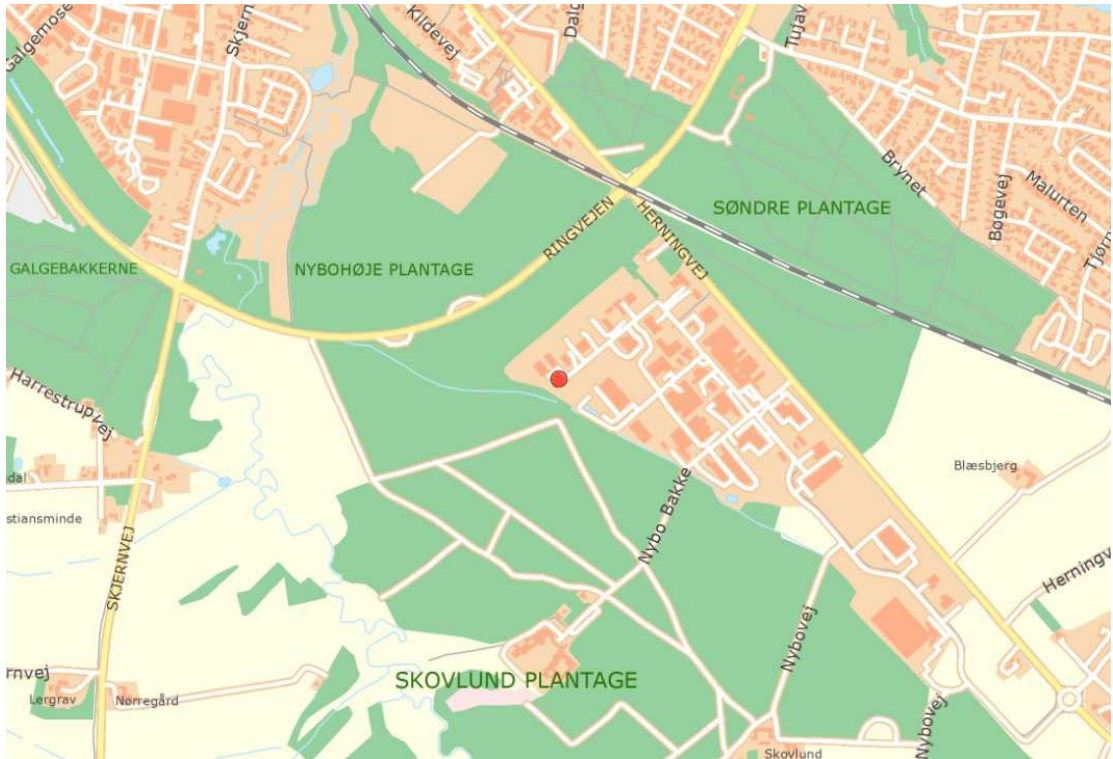 Galgemose
Skjern
Kildevej
Dalg
Tujav
Brynet
Bøgevej
Malurten
Tjørn
SØNDRE PLANTAGE
HERNINGVEJ
RINGVEJEN
NYBOHØJE PLANTAGE
GALGEBAKKERNE
Harrestrupvej
dal
stiansminde
SKJERNVEJ
Blæsbjerg
Nybo Bakke
Herningv
Nybovej
rnvej
Lergrav
Nørregård
SKOVLUND PLANTAGE
Nybovej
Skovlund